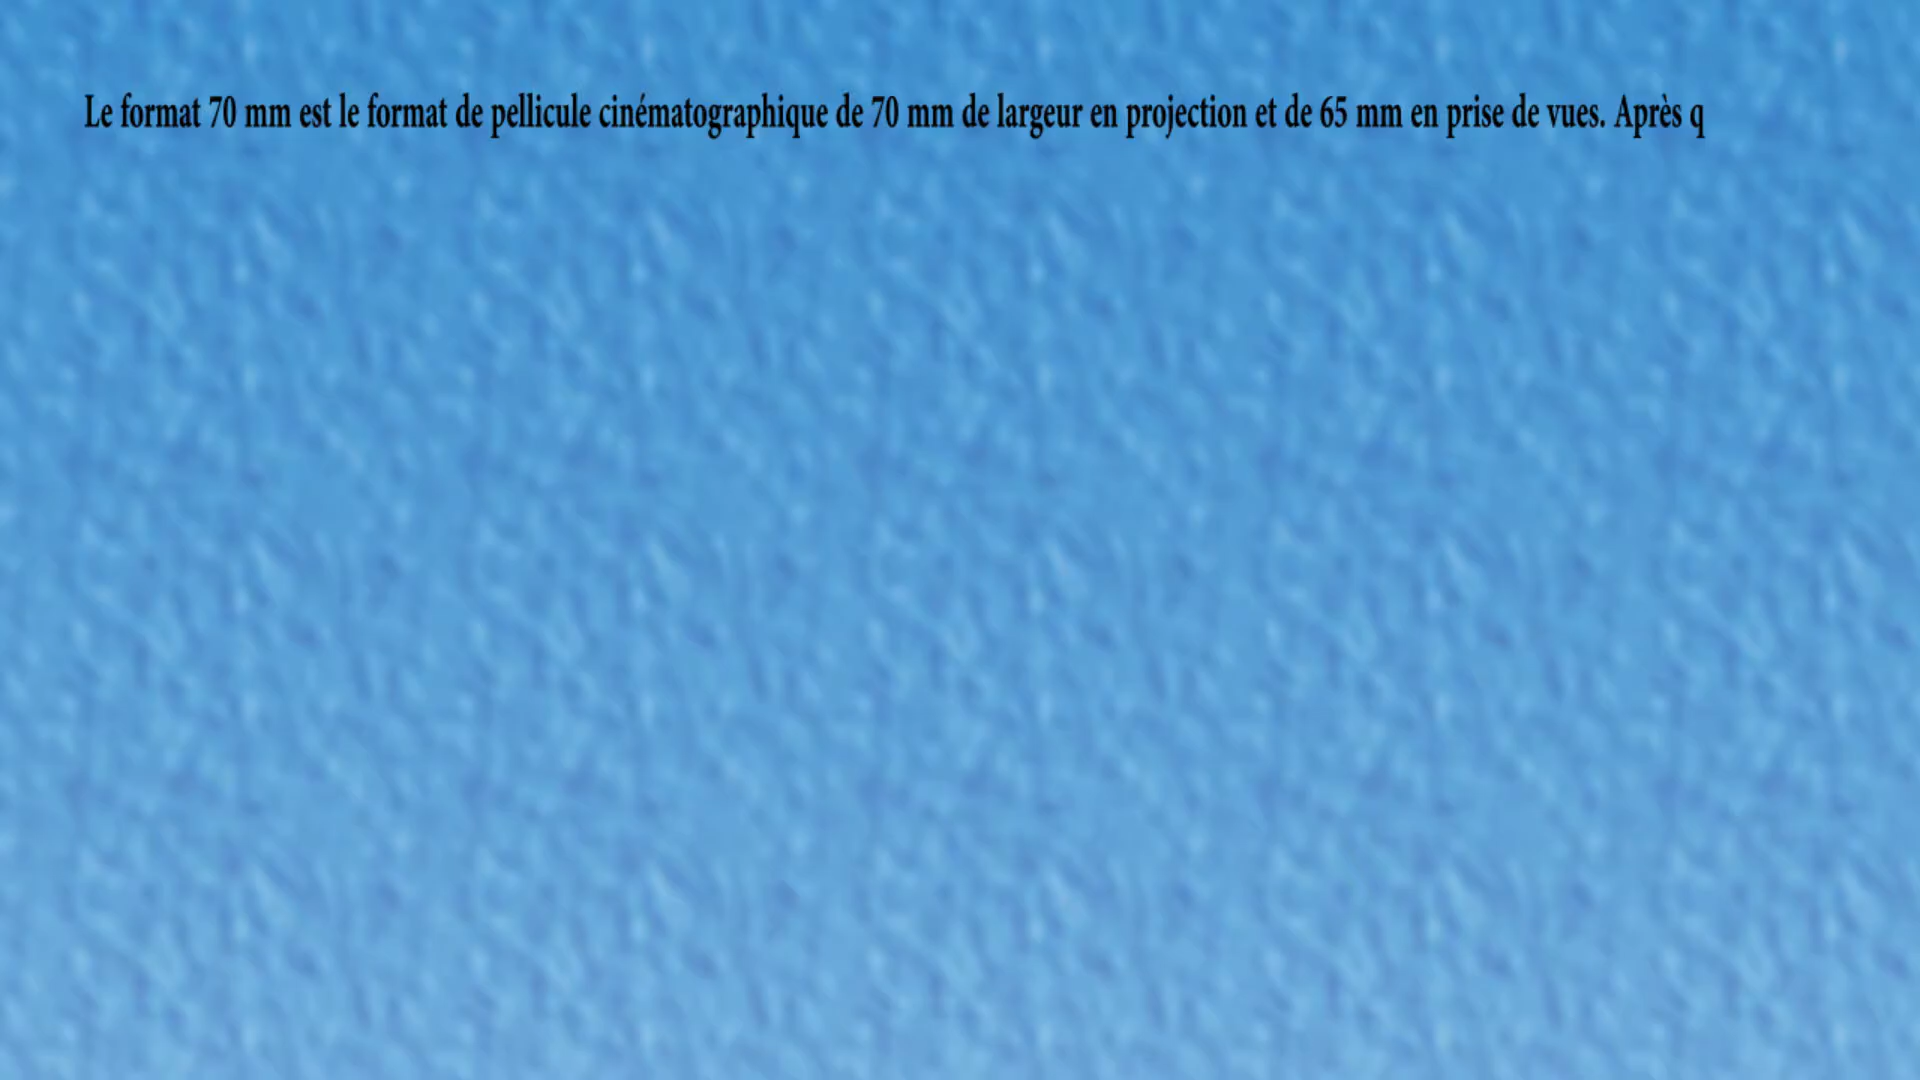 Le format 70 mm est le format de pellicule cinématographique de 70 mm de largeur en projection et de 65 mm en prise de vues. Après q